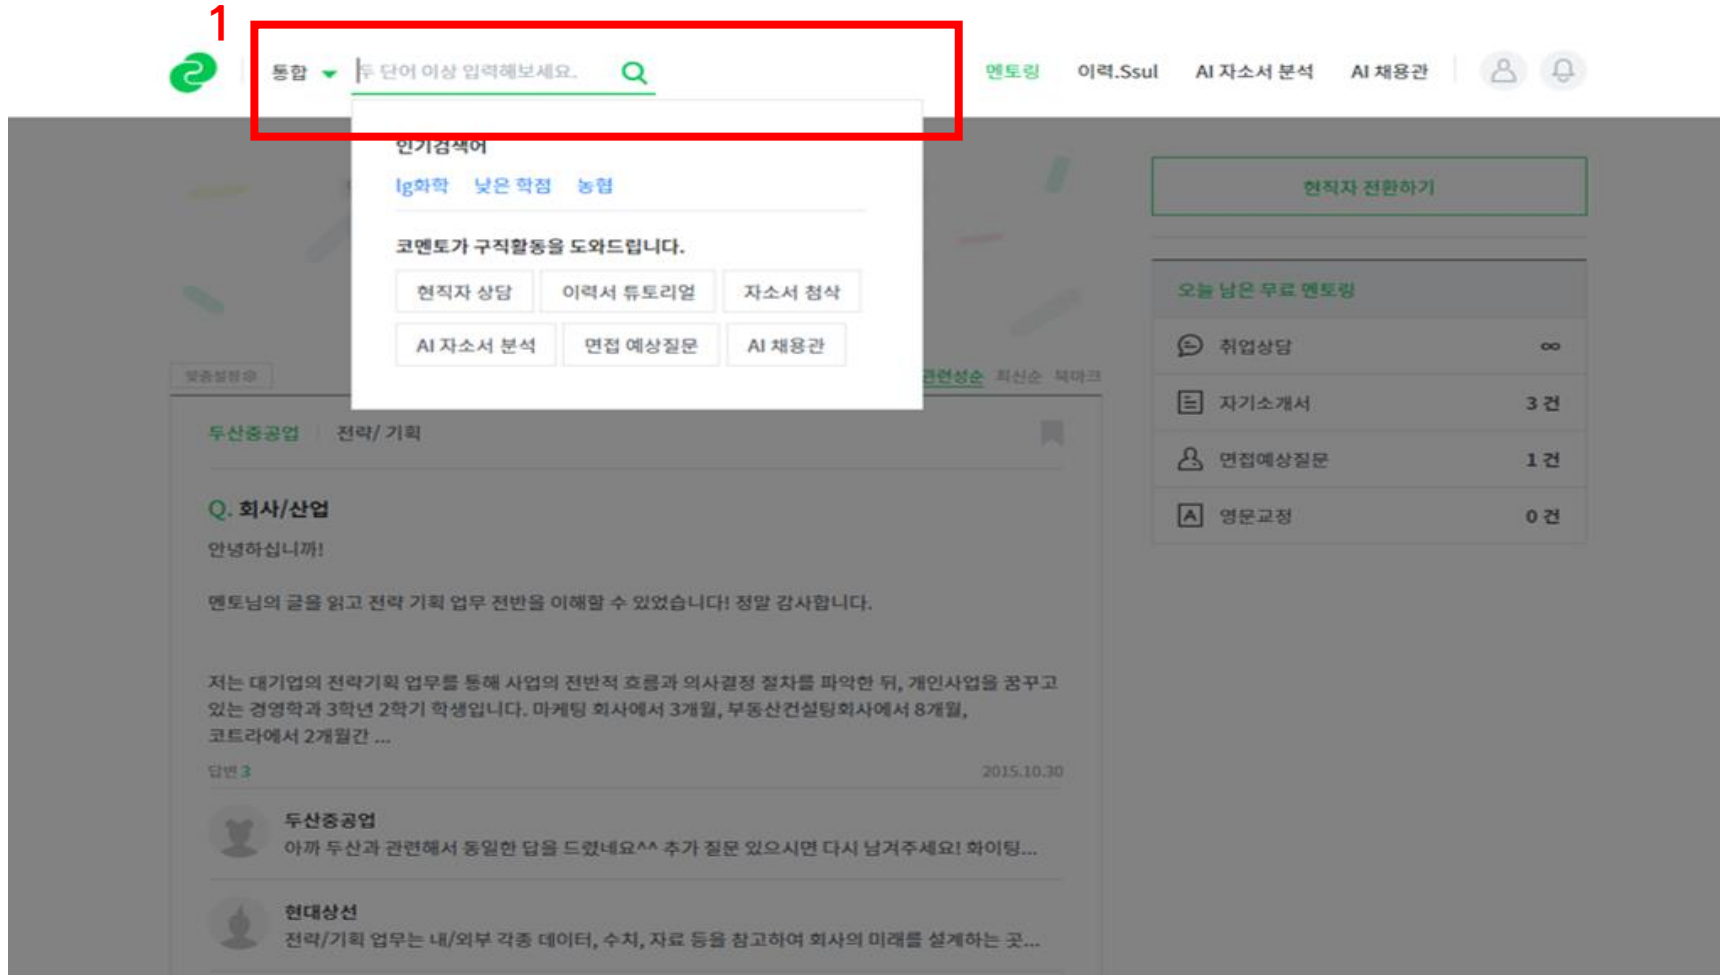 1
통합 두 단어 이상 입력해보세요. 멘토링 이력.Ssul AI 자소서 분석 AI 채용관
인기검색어
lg화학 낮은 학점 농협
코멘토가 구직활동을 도와드립니다.
현직자 상담 이력서 튜토리얼 자소서 첨삭
AI 자소서 분석 면접 예상질문 AI 채용관
현직자 전환하기
오늘 남은 무료 멘토링
취업상담 ∞
자기소개서 3 건
면접예상질문 1 건
영문교정 0 건
맞춤설정 관련성순 최신순 북마크
두산중공업 전략/ 기획
Q. 회사/산업
안녕하십니까!
멘토님의 글을 읽고 전략 기획 업무 전반을 이해할 수 있었습니다! 정말 감사합니다.
저는 대기업의 전략기획 업무를 통해 사업의 전반적 흐름과 의사결정 절차를 파악한 뒤, 개인사업을 꿈꾸고
있는 경영학과 3학년 2학기 학생입니다. 마케팅 회사에서 3개월, 부동산컨설팅회사에서 8개월,
코트라에서 2개월간 ...
답변 3 2015.10.30
두산중공업
아까 두산과 관련해서 동일한 답을 드렸네요^^ 추가 질문 있으시면 다시 남겨주세요! 화이팅...
현대상선
전략/기획 업무는 내/외부 각종 데이터, 수치, 자료 등을 참고하여 회사의 미래를 설계하는 곳...